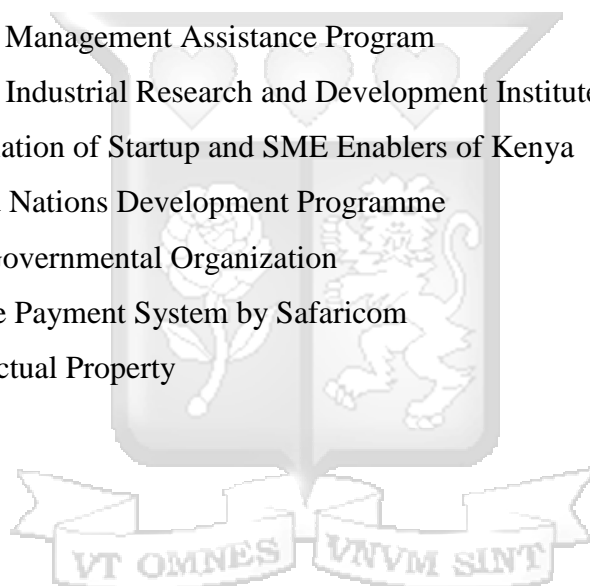 Management Assistance Program
Industrial Research and Development Institute
ation of Startup and SME Enablers of Kenya
Nations Development Programme
overnmental Organization
e Payment System by Safaricom
ctual Property
VT OMNES VNVM SINT